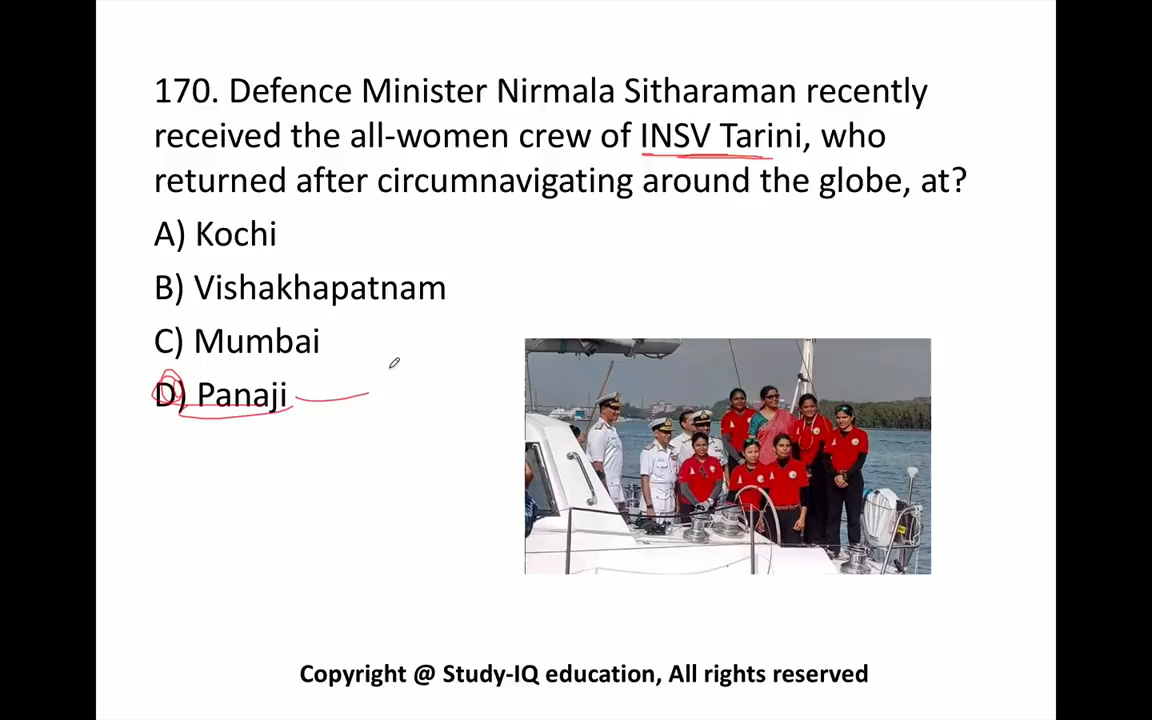 170. Defence Minister Nirmala Sitharaman recently
received the all-women crew of INSV Tarini, who
returned after circumnavigating around the globe, at?
A) Kochi
B) Vishakhapatnam
C) Mumbai
D) Panaji
Copyright @ Study-IQ education, All rights reserved